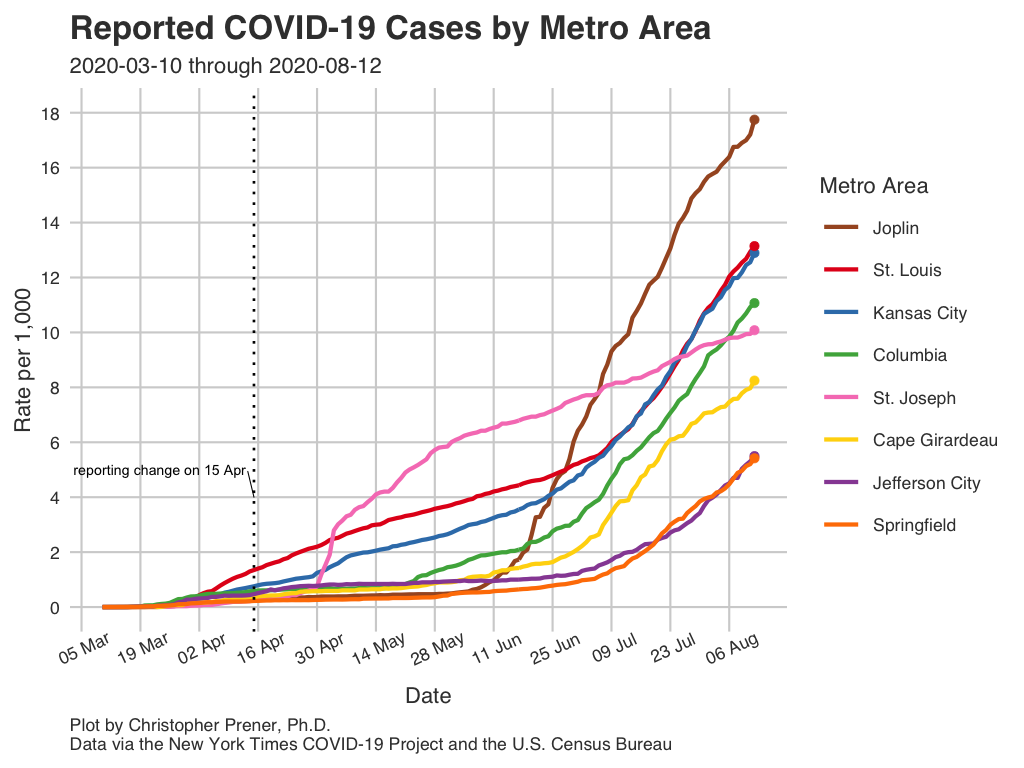 Reported COVID-19 Cases by Metro Area
2020-03-10 through 2020-08-12
18
16
14
12
10
8
6
4
2
0
Rate per 1,000
reporting change on 15 Apr
05 Mar
19 Mar
02 Apr
16 Apr
30 Apr
14 May
28 May
11 Jun
25 Jun
09 Jul
23 Jul
06 Aug
Date
Metro Area
Joplin
St. Louis
Kansas City
Columbia
St. Joseph
Cape Girardeau
Jefferson City
Springfield
Plot by Christopher Prener, Ph.D.
Data via the New York Times COVID-19 Project and the U.S. Census Bureau